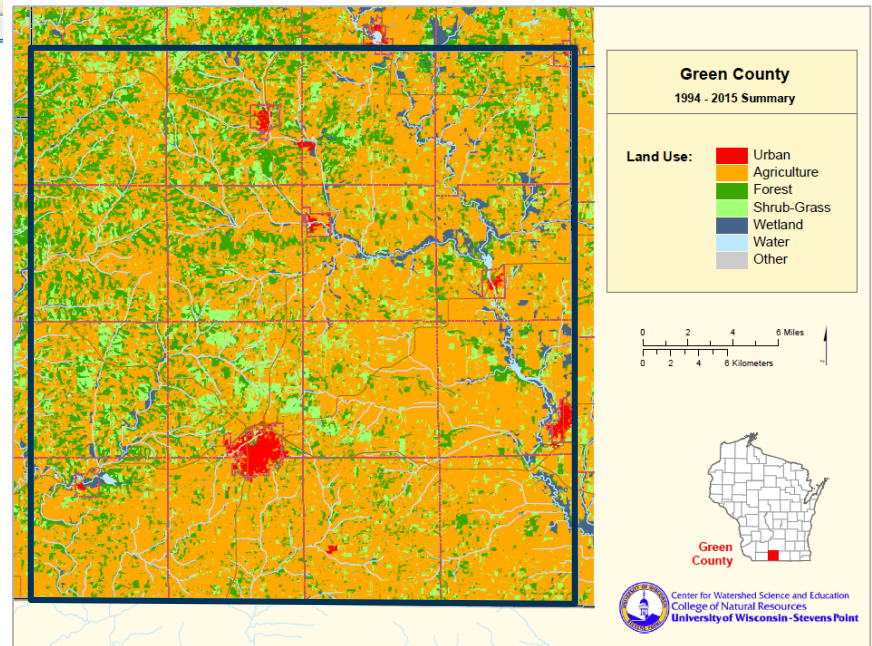 Green County
1994 - 2015 Summary
Land Use:
Urban
Agriculture
Forest
Shrub-Grass
Wetland
Water
Other
0 2 4 6 Miles
0 2 4 6 Kilometers
Green
County
Center for Watershed Science and Education
College of Natural Resources
University of Wisconsin-Stevens Point